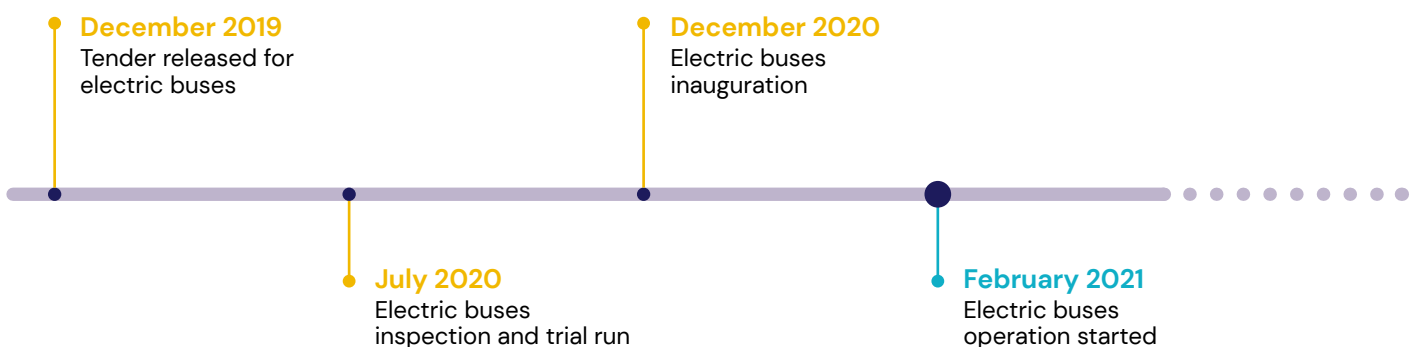 December 2019
Tender released for
electric buses
July 2020
Electric buses
inspection and trial run
December 2020
Electric buses
inauguration
February 2021
Electric buses
operation started